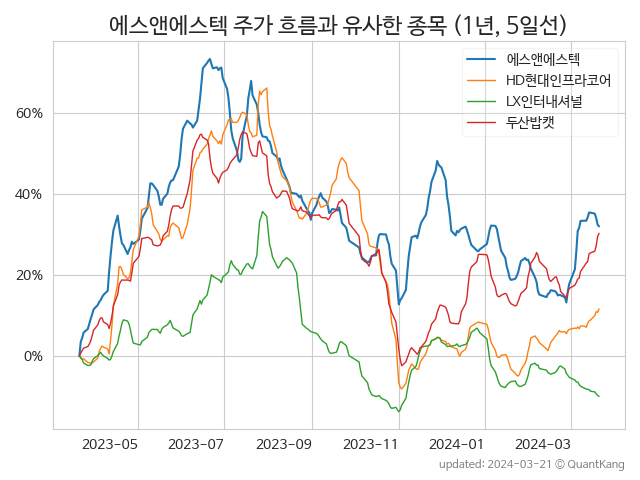 에스앤에스텍 주가 흐름과 유사한 종목 (1년, 5일선)
에스앤에스텍
HD현대인프라코어
LX인터내셔널
두산밥캣
60%
40%
20%
0%
2023-05 2023-07 2023-09 2023-11 2024-01 2024-03
updated: 2024-03-21 © QuantKang